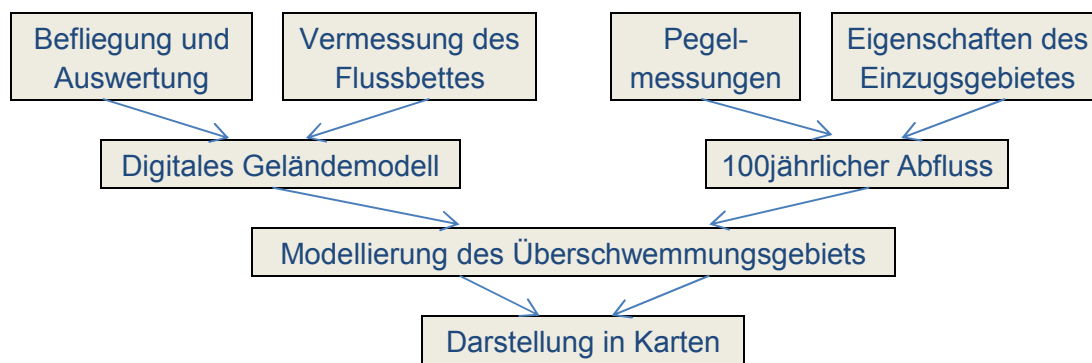 Befliegung und
Auswertung
Vermessung des
Flussbettes
Pegel-
messungen
Eigenschaften des
Einzugsgebietes
Digitales Geländemodell
100jährlicher Abfluss
Modellierung des Überschwemmungsgebiets
Darstellung in Karten